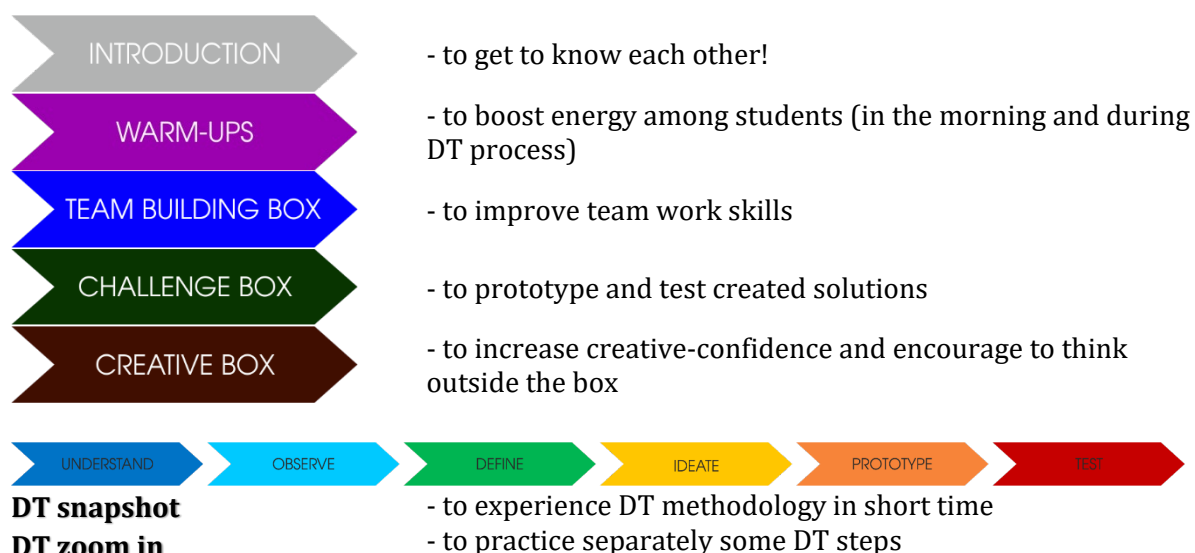 INTRODUCTION - to get to know each other!
WARM-UPS - to boost energy among students (in the morning and during
DT process)
TEAM BUILDING BOX - to improve team work skills
CHALLENGE BOX - to prototype and test created solutions
CREATIVE BOX - to increase creative-confidence and encourage to think
outside the box
UNDERSTAND OBSERVE DEFINE IDEATE PROTOTYPE TEST
DT snapshot - to experience DT methodology in short time
DT zoom in - to practice separately some DT steps